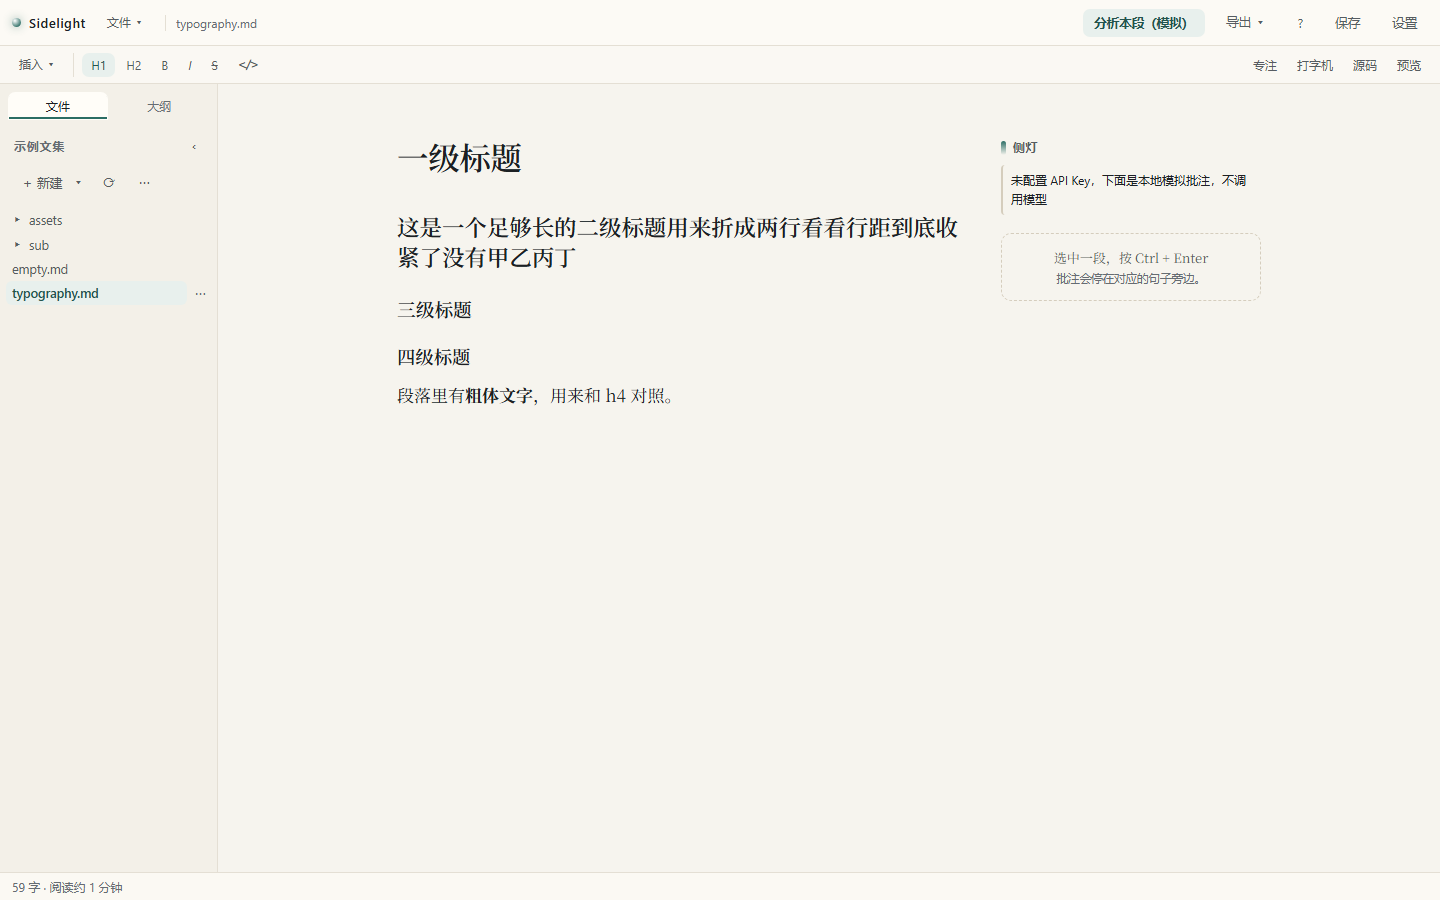 Sidelight 文件 typography.md 分析本段（模拟） 导出 ? 保存 设置
插入 H1 H2 B I S </> 专注 打字机 源码 预览
文件 大纲
示例文集 ‹
+ 新建 ...
assets
sub
empty.md
typography.md ...
一级标题
这是一个足够长的二级标题用来折成两行看看行距到底收
紧了没有甲乙丙丁
三级标题
四级标题
段落里有粗体文字，用来和 h4 对照。
侧灯
未配置 API Key，下面是本地模拟批注，不调
用模型
选中一段，按 Ctrl + Enter
批注会停在对应的句子旁边。
59 字 · 阅读约 1 分钟